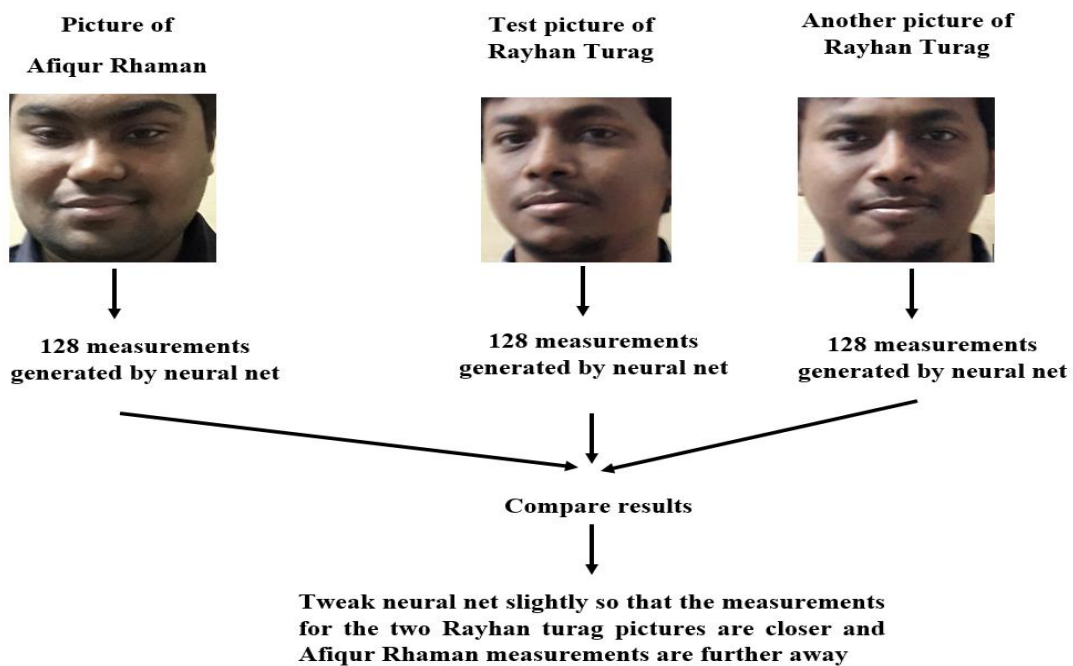 Picture of
Afiqur Rhaman
Test picture of
Rayhan Turag
Another picture of
Rayhan Turag
128 measurements
generated by neural net
128 measurements
generated by neural net
128 measurements
generated by neural net
Compare results
Tweak neural net slightly so that the measurements
for the two Rayhan turag pictures are closer and
Afiqur Rhaman measurements are further away